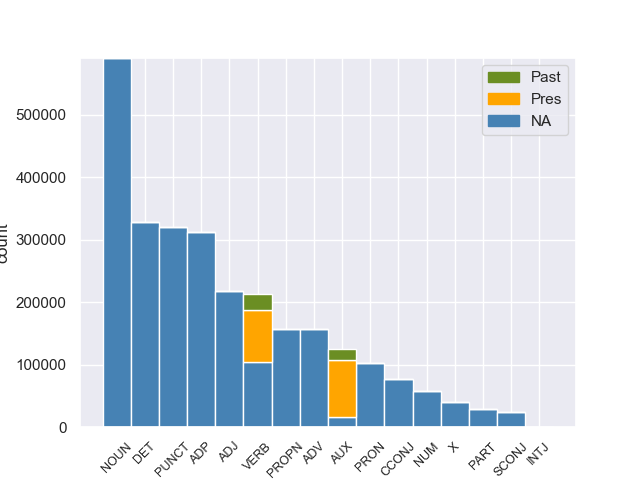 Past
Pres
NA
500000
400000
300000
200000
100000
0
count
NOUN
DET
PUNCT
ADP
ADJ
VERB
PROPN
ADV
AUX
PRON
CCONJ
NUM
X
PART
SCONJ
INTJ